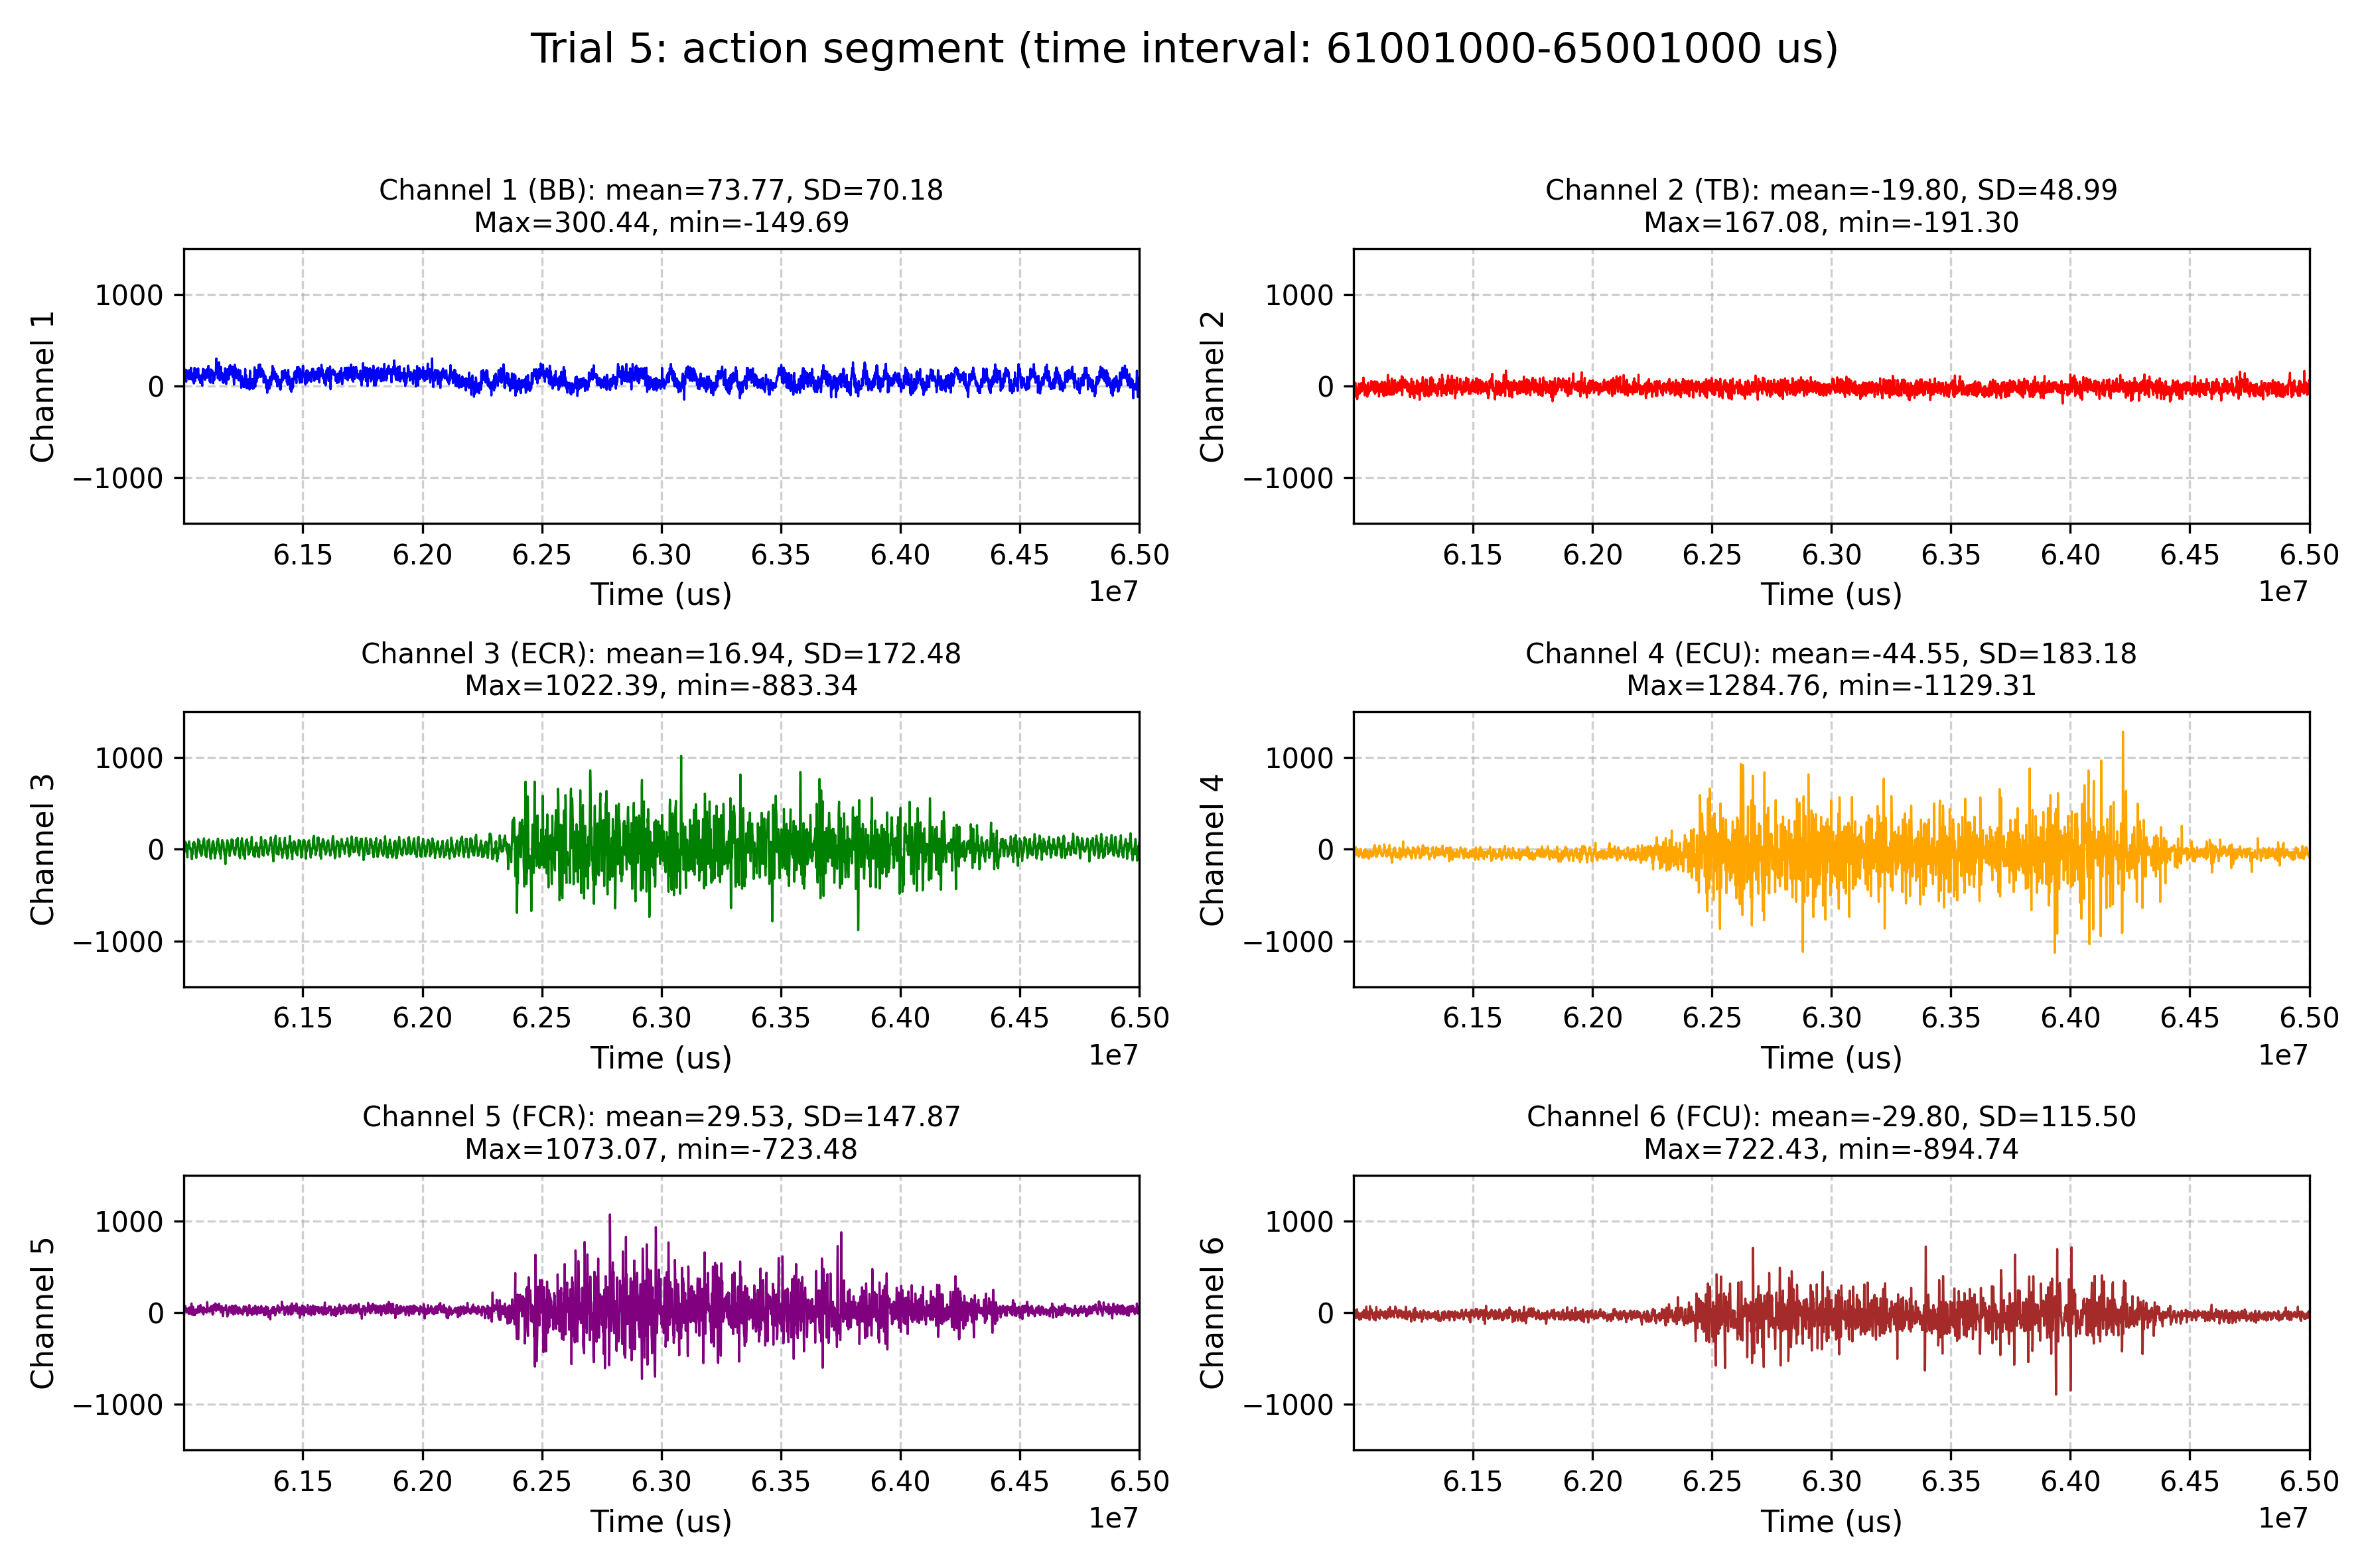 Trial 5: action segment (time interval: 61001000-65001000 us)
Channel 1 (BB): mean=73.77, SD=70.18
Max=300.44, min=-149.69
Channel 1
1000
0
−1000
6.15 6.20 6.25 6.30 6.35 6.40 6.45 6.50
Time (us)
1e7
Channel 2 (TB): mean=-19.80, SD=48.99
Max=167.08, min=-191.30
Channel 2
1000
0
−1000
6.15 6.20 6.25 6.30 6.35 6.40 6.45 6.50
Time (us)
1e7
Channel 3 (ECR): mean=16.94, SD=172.48
Max=1022.39, min=-883.34
Channel 3
1000
0
−1000
6.15 6.20 6.25 6.30 6.35 6.40 6.45 6.50
Time (us)
1e7
Channel 4 (ECU): mean=-44.55, SD=183.18
Max=1284.76, min=-1129.31
Channel 4
1000
0
−1000
6.15 6.20 6.25 6.30 6.35 6.40 6.45 6.50
Time (us)
1e7
Channel 5 (FCR): mean=29.53, SD=147.87
Max=1073.07, min=-723.48
Channel 5
1000
0
−1000
6.15 6.20 6.25 6.30 6.35 6.40 6.45 6.50
Time (us)
1e7
Channel 6 (FCU): mean=-29.80, SD=115.50
Max=722.43, min=-894.74
Channel 6
1000
0
−1000
6.15 6.20 6.25 6.30 6.35 6.40 6.45 6.50
Time (us)
1e7